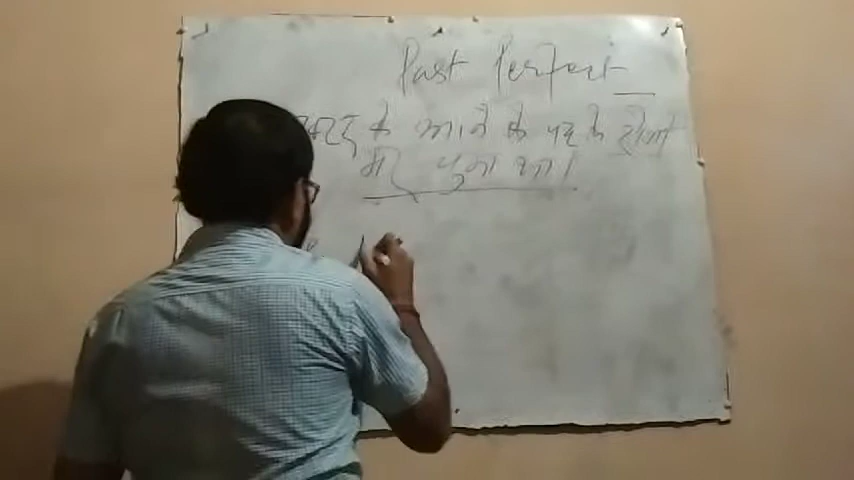 Past Perfect
के आने के पहले रोगी
मर चुका था।